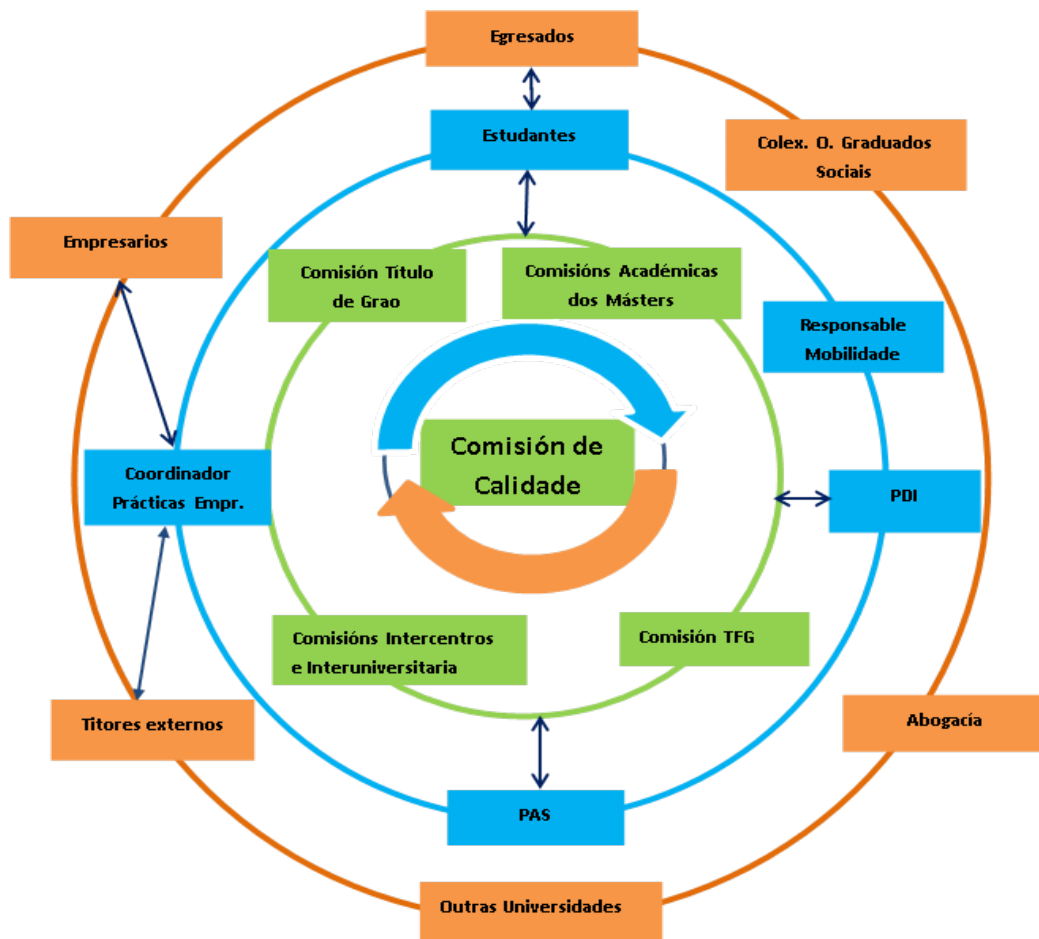 Egresados
Estudantes
Colex. O. Graduados
Sociais
Empresarios
Comisión Título
de Grao
Comisións Académicas
dos Másters
Responsable
Mobilidade
Comisión de
Calidade
Coordinador
Prácticas Empr.
PDI
Comisións Intercentros
e Interuniversitaria
Comisión TFG
Titores externos
Abogacía
PAS
Outras Universidades